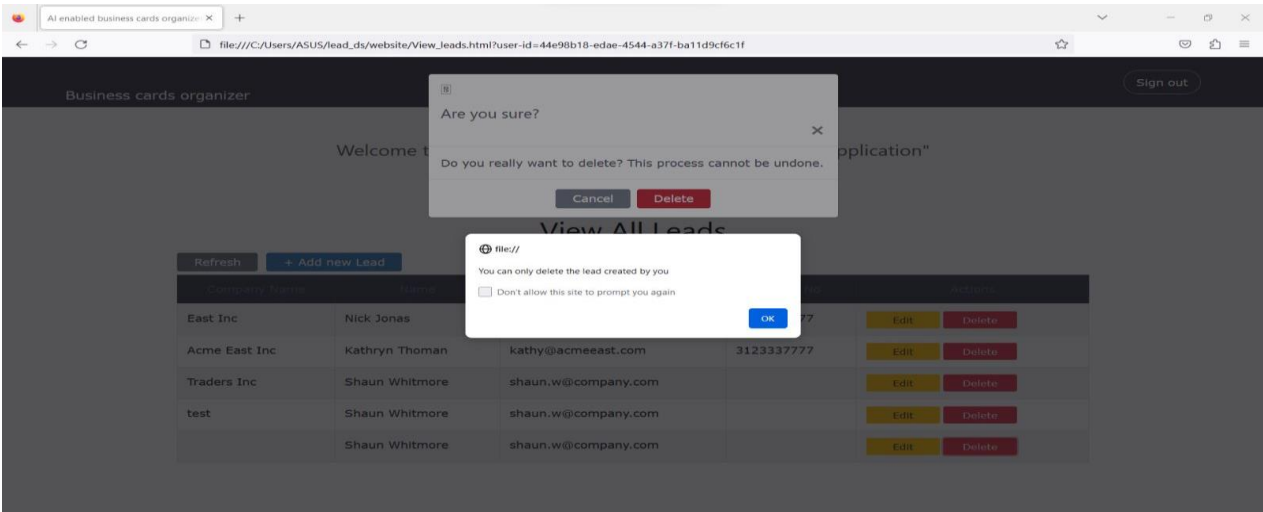 AI enabled business cards organize
file:///C:/Users/ASUS/lead_ds/website/View_leads.html?user-id=44e98b18-edae-4544-a37f-ba11d9cf6c1f
Business cards organizer
Sign out
Are you sure?
Welcome t
pplication"
Do you really want to delete? This process cannot be undone.
Cancel Delete
View All Leads
file://
You can only delete the lead created by you
Don't allow this site to prompt you again
OK
Refresh + Add new Lead
Company Name Name Actions
East Inc Nick Jonas 77 Edit Delete
Acme East Inc Kathryn Thoman kathy@acmeeast.com 3123337777 Edit Delete
Traders Inc Shaun Whitmore shaun.w@company.com Edit Delete
test Shaun Whitmore shaun.w@company.com Edit Delete
Shaun Whitmore shaun.w@company.com Edit Delete